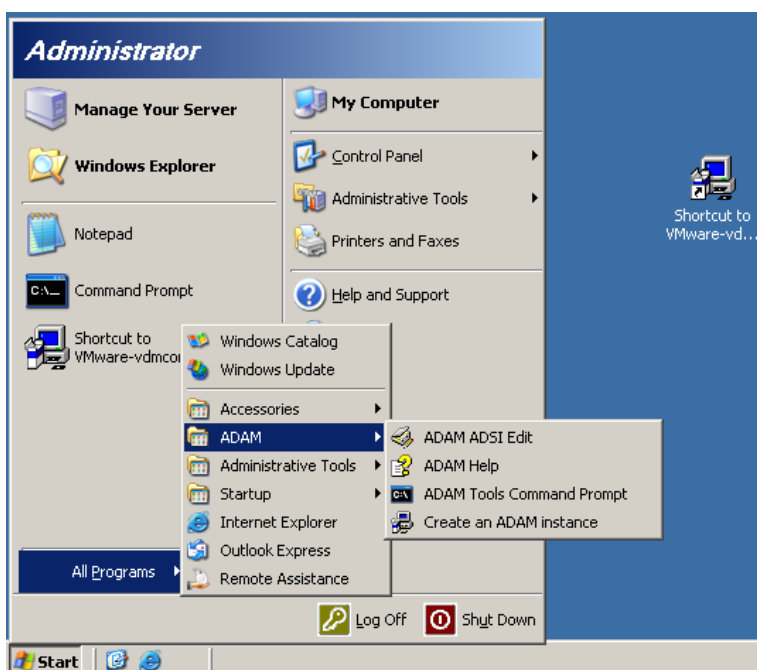 Administrator
Manage Your Server
Windows Explorer
Notepad
C:\_
Command Prompt
Shortcut to
VMware-vdmcor
My Computer
Control Panel
Administrative Tools
Printers and Faxes
Help and Support
Windows Catalog
Windows Update
Accessories
ADAM
Administrative Tools
Startup
Internet Explorer
Outlook Express
Remote Assistance
ADAM ADSI Edit
ADAM Help
ADAM Tools Command Prompt
Create an ADAM instance
All Programs
Log Off
Shut Down
Start
Shortcut to
VMware-vd...